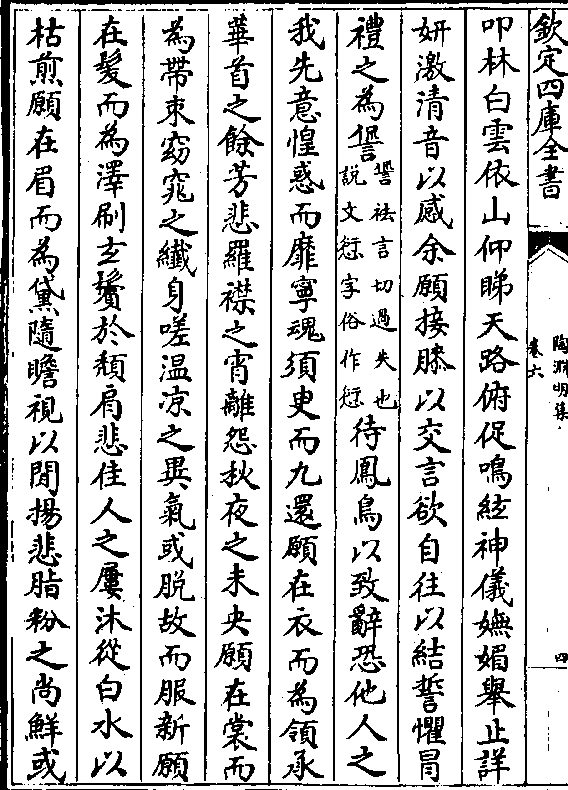 欽定四庫全書
陶淵明集
卷六
四
叩林白雲依山仰睇天路俯促鳴絃神儀嫵媚舉止詳
妍激清音以感余願接膝以交言欲自往以結誓懼冒
禮之為諐諐袪言切過失也說文愆字俗作愆待鳳鳥以致辭恐他人之
我先意惶惑而靡寧魂須臾而九還願在衣而為領承
華首之餘芳悲羅襟之宵離怨秋夜之未央願在裳而
為帶束窈窕之纖身嗟温凉之異氣或脱故而服新願
在髮而為澤刷玄鬢於頽肩悲佳人之屢沐從白水以
枯煎願在眉而為黛隨瞻視以閒揚悲脂粉之尚鮮或